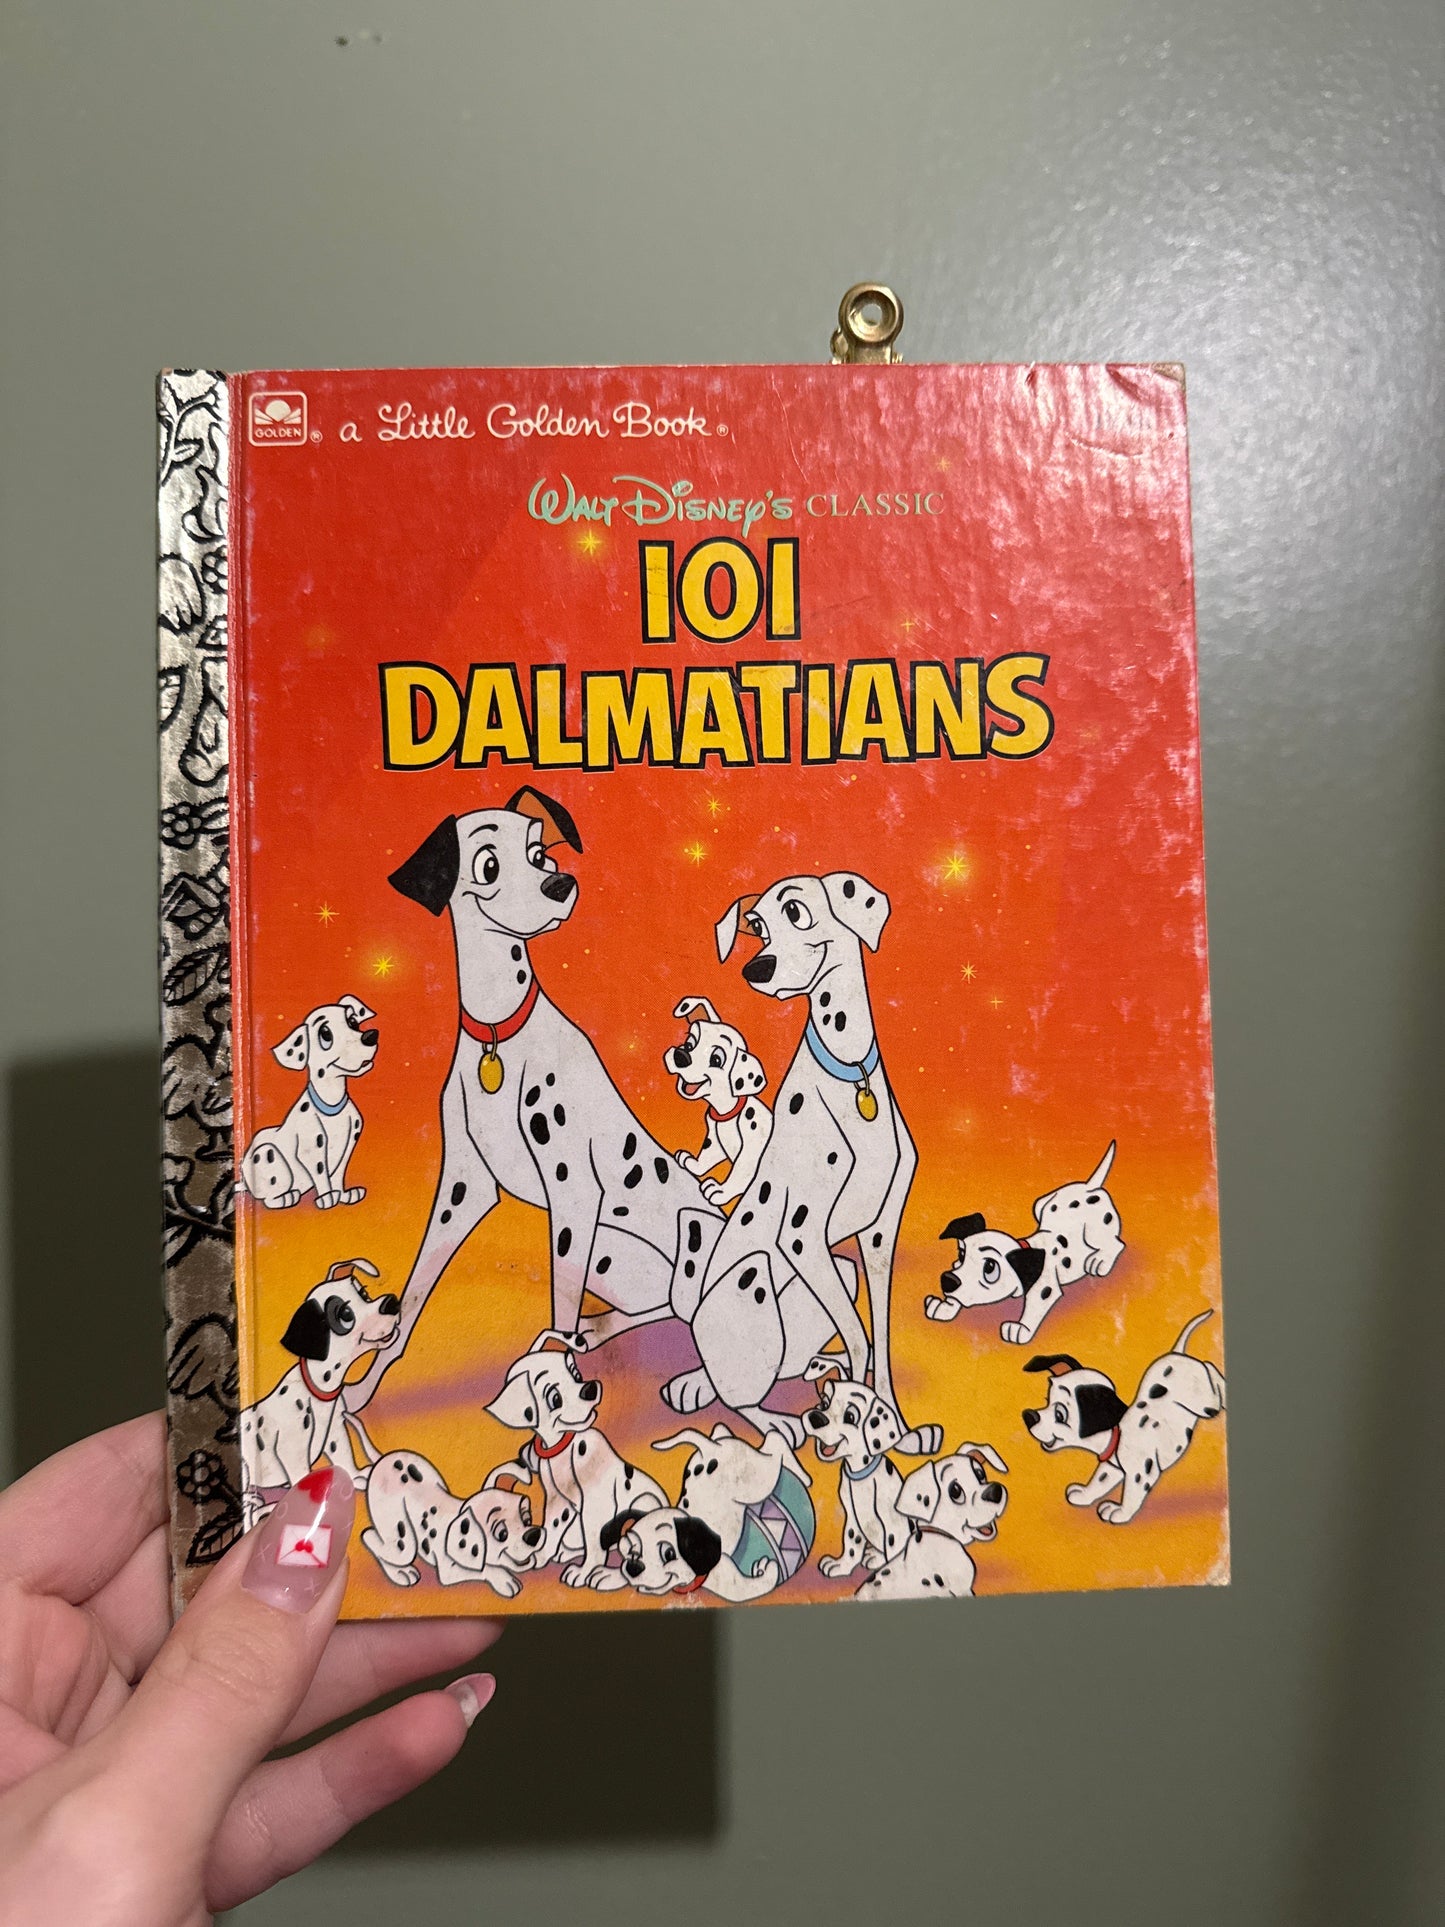 GOLDEN® a Little Golden Book®
WALT DISNEY'S CLASSIC
101
DALMATIANS